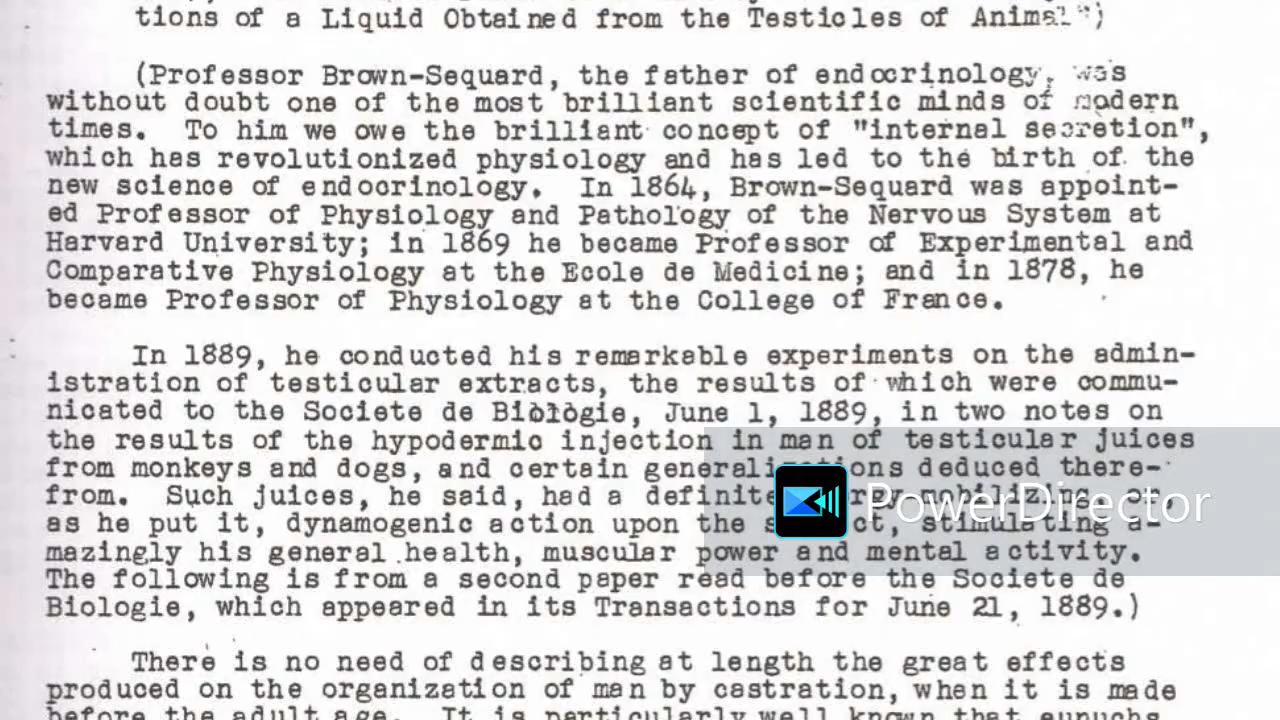 tions of a Liquid Obtained from the Testicles of Animal")
(Professor Brown-Sequard, the father of endocrinology, was
without doubt one of the most brilliant scientific minds of modern
times. To him we owe the brilliant concept of "internal secretion",
which has revolutionized physiology and has led to the birth of the
new science of endocrinology. In 1864, Brown-Sequard was appoint-
ed Professor of Physiology and Pathology of the Nervous System at
Harvard University; in 1869 he became Professor of Experimental and
Comparative Physiology at the Ecole de Medicine; and in 1878, he
became Professor of Physiology at the College of France.
In 1889, he conducted his remarkable experiments on the admin-
istration of testicular extracts, the results of which were commu-
nicated to the Societe de Biologie, June 1, 1889, in two notes on
the results of the hypodermic injection in man of testicular juices
from monkeys and dogs, and certain generalizations deduced there-
from. Such juices, he said, had a definite
as he put it, dynamogenic action upon the stimulating a-
mazingly his general health, muscular power and mental activity.
The following is from a second paper read before the Societe de
Biologie, which appeared in its Transactions for June 21, 1889.)
There is no need of describing at length the great effects
produced on the organization of man by castration, when it is made
before the adult age. It is particularly well known that eunuchs
PowerDirector